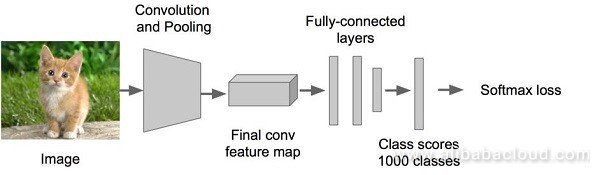 Convolution
and Pooling
Fully-connected
layers
Softmax loss
Image
Final conv
feature map
Class scores
1000 classes